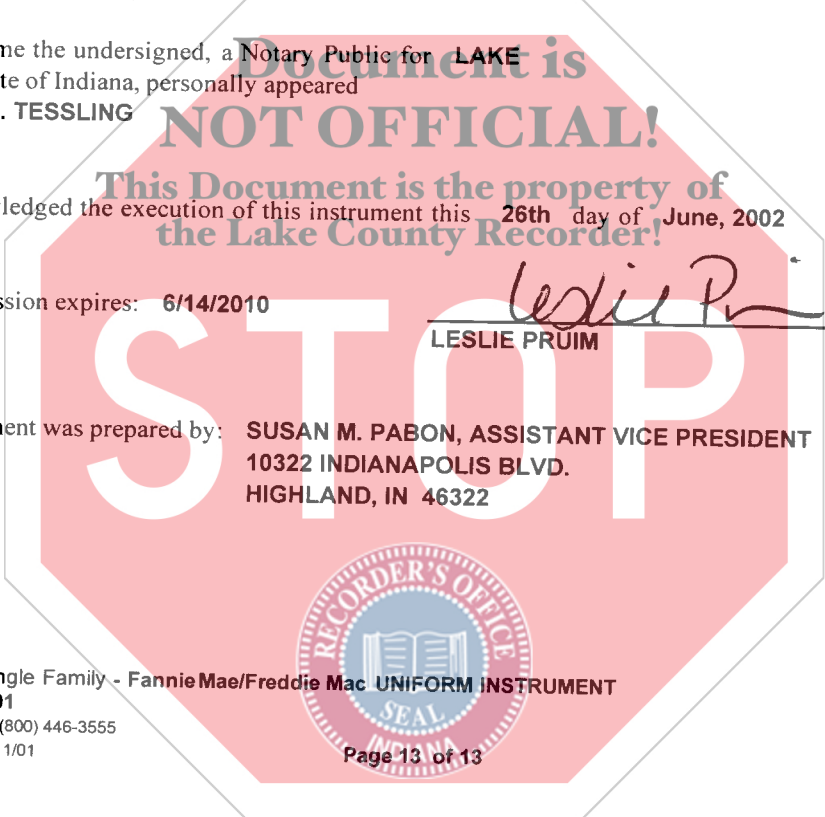 me the undersigned, a Notary Public for LAKE
Document is
te of Indiana, personally appeared
. TESSLING
NOT OFFICIAL!
This Document is the property of
ledged the execution of this instrument this 26th day of June, 2002
the Lake County Recorder!
ssion expires: 6/14/2010
Leslie Pruim
LESLIE PRUIM
STOP
nent was prepared by: SUSAN M. PABON, ASSISTANT VICE PRESIDENT
10322 INDIANAPOLIS BLVD.
HIGHLAND, IN 46322
RECORDER'S OFFICE
ngle Family - Fannie Mae/Freddie Mac UNIFORM INSTRUMENT
01
(800) 446-3555
SEAL
1/01
INDIANA
Page 13 of 13